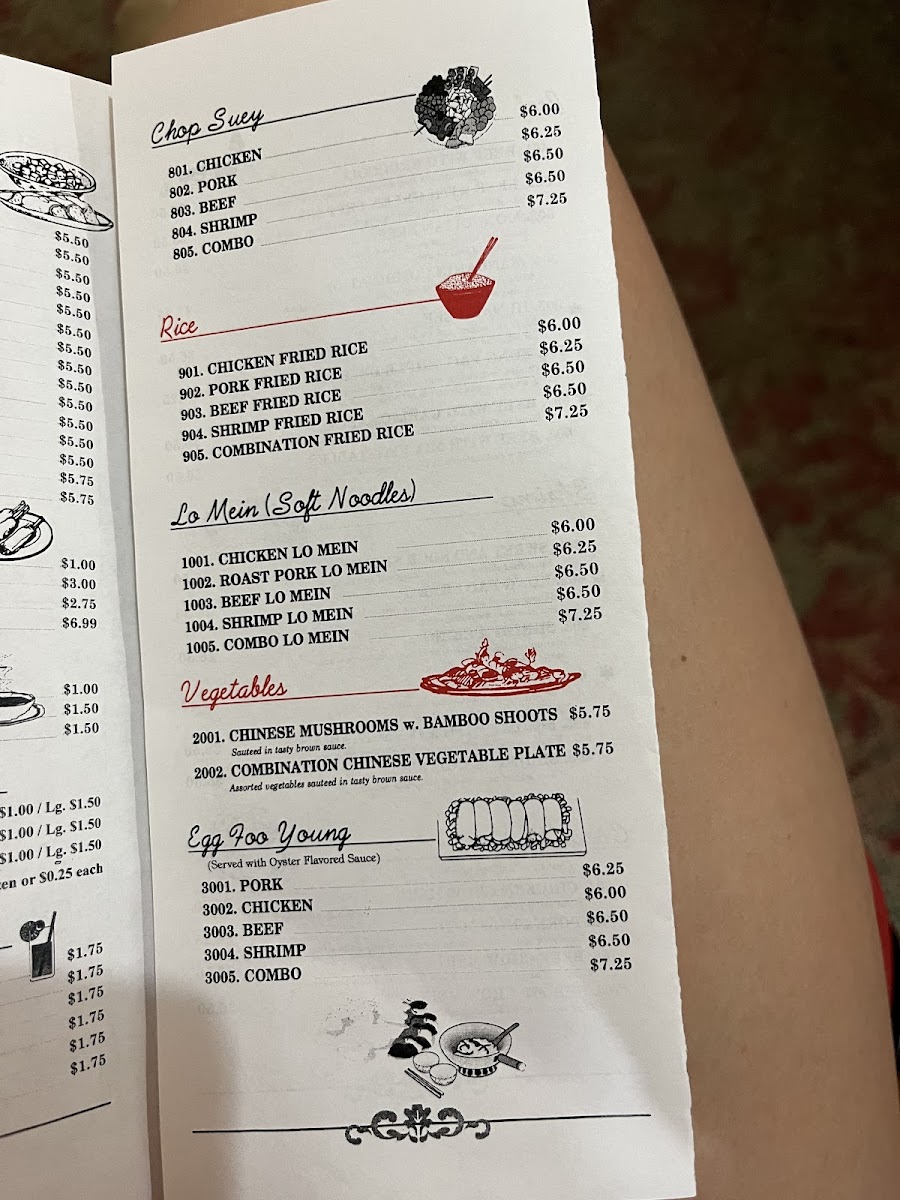 $5.50
$5.50
$5.50
$5.50
$5.50
$5.50
$5.50
$5.50
$5.50
$5.50
$5.50
$5.50
$5.50
$5.75
$5.75
$1.00
$3.00
$2.75
$6.99
$1.00
$1.50
$1.50
$1.00 / Lg. $1.50
$1.00 / Lg. $1.50
$1.00 / Lg. $1.50
or $0.25 each
$1.75
$1.75
$1.75
$1.75
$1.75
$1.75
Chop Suey
801. CHICKEN $6.00
802. PORK $6.25
803. BEEF $6.50
804. SHRIMP $6.50
805. COMBO $7.25
Rice
901. CHICKEN FRIED RICE $6.00
902. PORK FRIED RICE $6.25
903. BEEF FRIED RICE $6.50
904. SHRIMP FRIED RICE $6.50
905. COMBINATION FRIED RICE $7.25
Lo Mein (Soft Noodles)
1001. CHICKEN LO MEIN $6.00
1002. ROAST PORK LO MEIN $6.25
1003. BEEF LO MEIN $6.50
1004. SHRIMP LO MEIN $6.50
1005. COMBO LO MEIN $7.25
Vegetables
2001. CHINESE MUSHROOMS w. BAMBOO SHOOTS $5.75
Sauteed in tasty brown sauce.
2002. COMBINATION CHINESE VEGETABLE PLATE $5.75
Assorted vegetables sauteed in tasty brown sauce.
Egg Foo Young
(Served with Oyster Flavored Sauce)
3001. PORK $6.25
3002. CHICKEN $6.00
3003. BEEF $6.50
3004. SHRIMP $6.50
3005. COMBO $7.25